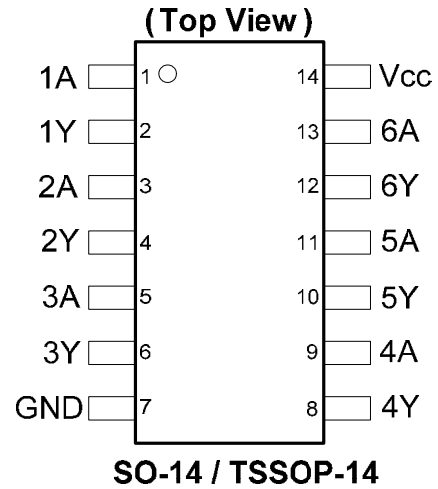 (Top View)
1A 1 14 Vcc
1Y 2 13 6A
2A 3 12 6Y
2Y 4 11 5A
3A 5 10 5Y
3Y 6 9 4A
GND 7 8 4Y
SO-14 / TSSOP-14